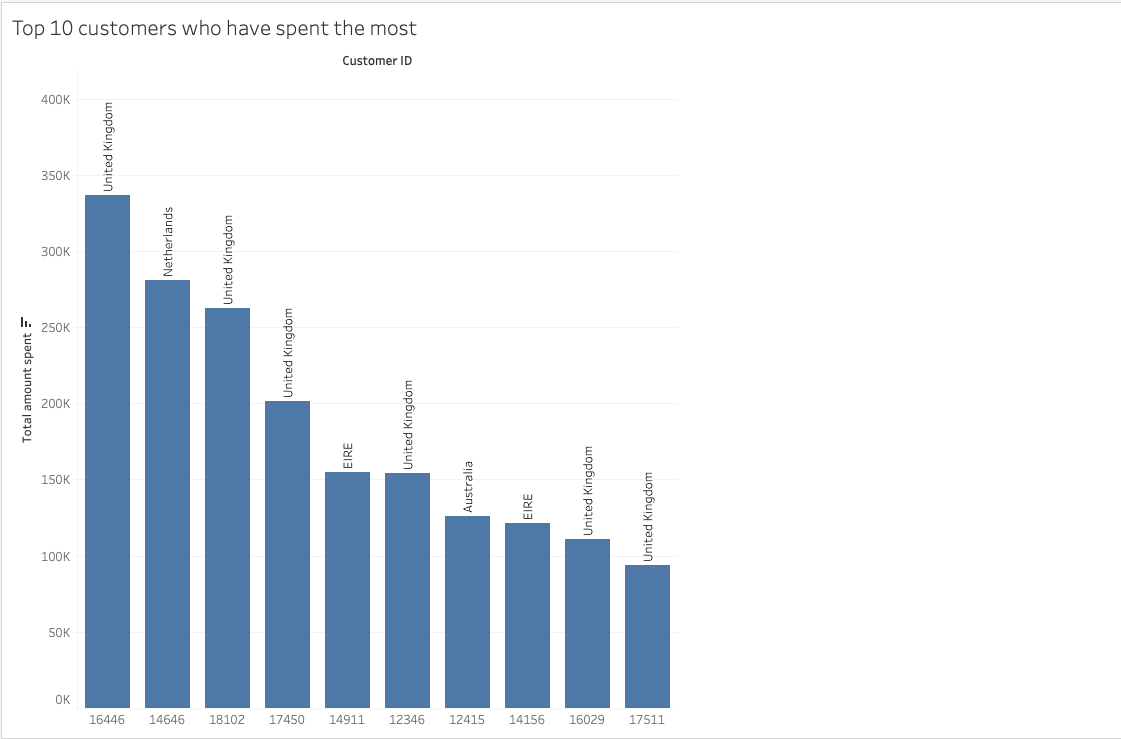 Top 10 customers who have spent the most
Customer ID
Total amount spent
400K
350K
300K
250K
200K
150K
100K
50K
0K
United Kingdom
Netherlands
United Kingdom
United Kingdom
EIRE
United Kingdom
Australia
EIRE
United Kingdom
United Kingdom
16446 14646 18102 17450 14911 12346 12415 14156 16029 17511